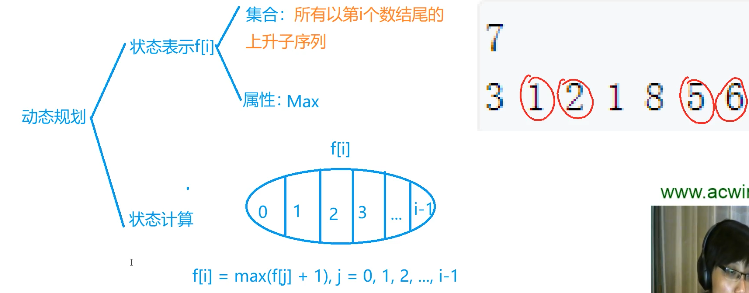 集合：所有以第i个数结尾的
上升子序列
状态表示f[i]
属性：Max
动态规划
状态计算
f[i]
0 1 2 3 ... i-1
f[i] = max(f[j] + 1), j = 0, 1, 2, ..., i-1
7
3 1 2 1 8 5 6
www.acwi